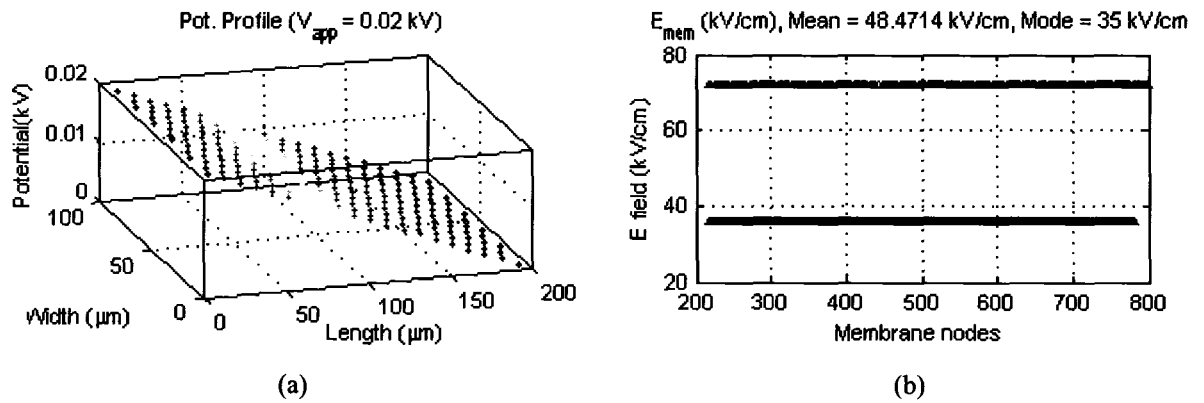 Pot. Profile (Vapp = 0.02 kV)
0.02
0.01
0
Potential(kV)
100
50
0
Width (µm)
0
50
100
150
200
Length (µm)
(a)
Emem (kV/cm), Mean = 48.4714 kV/cm, Mode = 35 kV/cm
80
60
40
20
E field (kV/cm)
200
300
400
500
600
700
800
Membrane nodes
(b)